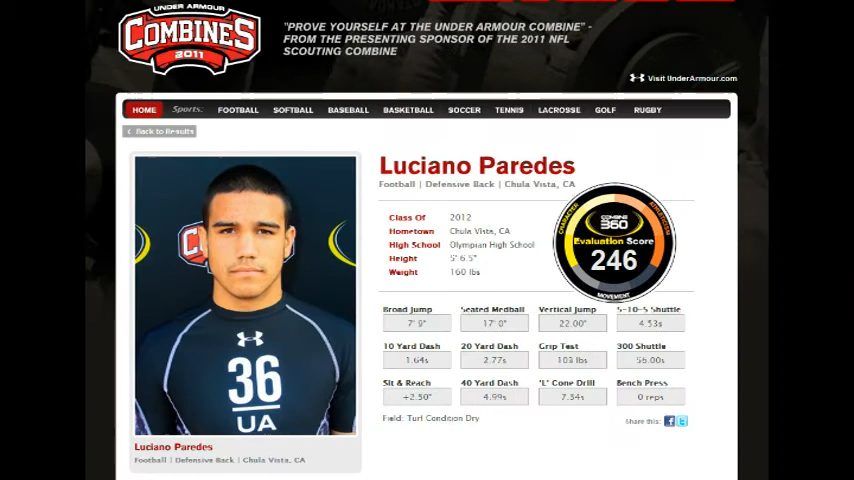 UNDER ARMOUR
COMBINES
2011
"PROVE YOURSELF AT THE UNDER ARMOUR COMBINE" -
FROM THE PRESENTING SPONSOR OF THE 2011 NFL
SCOUTING COMBINE
Visit UnderArmour.com
HOME Sports: FOOTBALL SOFTBALL BASEBALL BASKETBALL SOCCER TENNIS LACROSSE GOLF RUGBY
Back to Results
Luciano Paredes
Football | Defensive Back | Chula Vista, CA
Class Of 2012
Hometown Chula Vista, CA
High School Olympian High School
Height 5' 6.5"
Weight 160 lbs
CHARACTER
ATHLETICISM
COMBINE
360
Evaluation Score
246
MOVEMENT
Broad Jump Seated Medball Vertical Jump 5-10-5 Shuttle
7' 9" 17' 0" 22.00" 4.53s
10 Yard Dash 20 Yard Dash Grip Test 300 Shuttle
1.64s 2.77s 103 lbs 56.00s
Sit & Reach 40 Yard Dash "L" Cone Drill Bench Press
+2.50" 4.99s 7.34s 0 reps
Field: Turf Condition Dry
Share this:
36
UA
Luciano Paredes
Football | Defensive Back | Chula Vista, CA